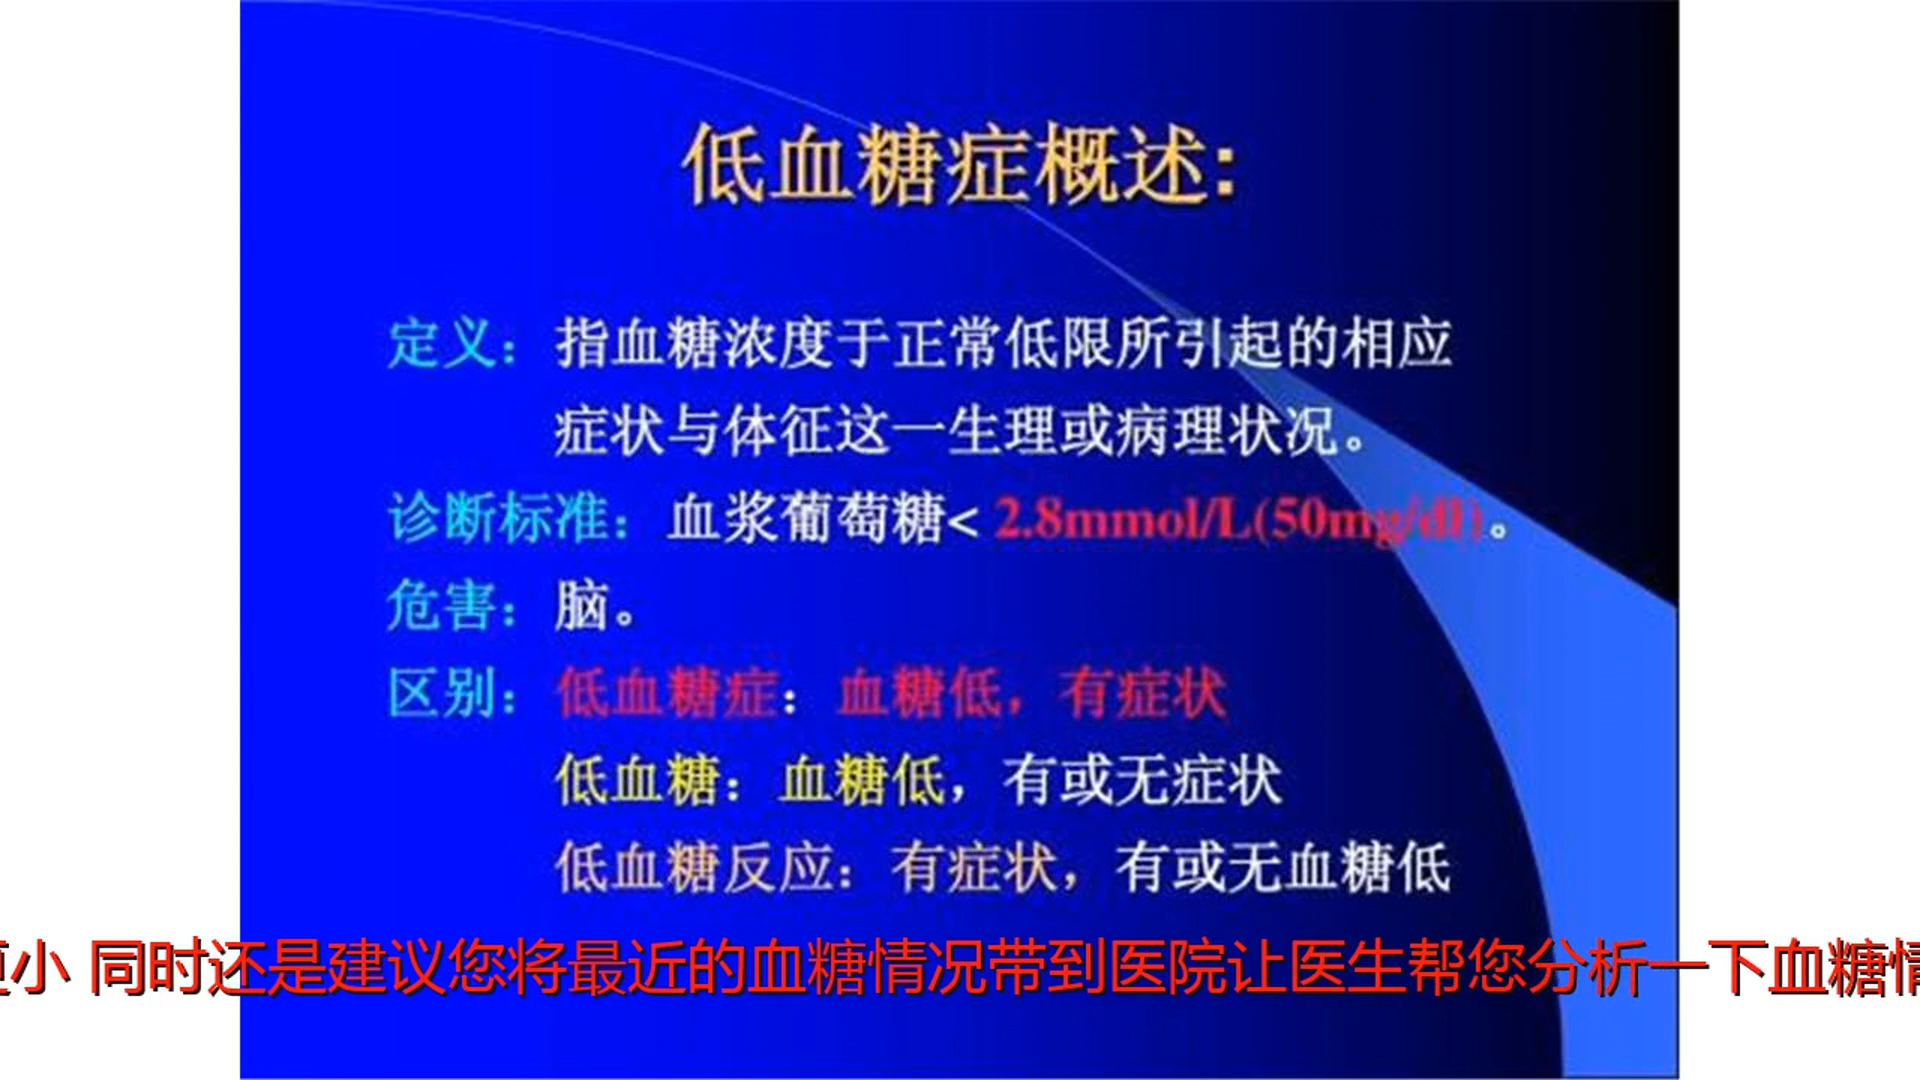 低血糖症概述:
定义：指血糖浓度于正常低限所引起的相应
症状与体征这一生理或病理状况。
诊断标准：血浆葡萄糖< 2.8mmol/L(50mg/dl)。
危害：脑。
区别：低血糖症：血糖低，有症状
低血糖：血糖低，有或无症状
低血糖反应：有症状，有或无血糖低
小 同时还是建议您将最近的血糖情况带到医院让医生帮您分析一下血糖情